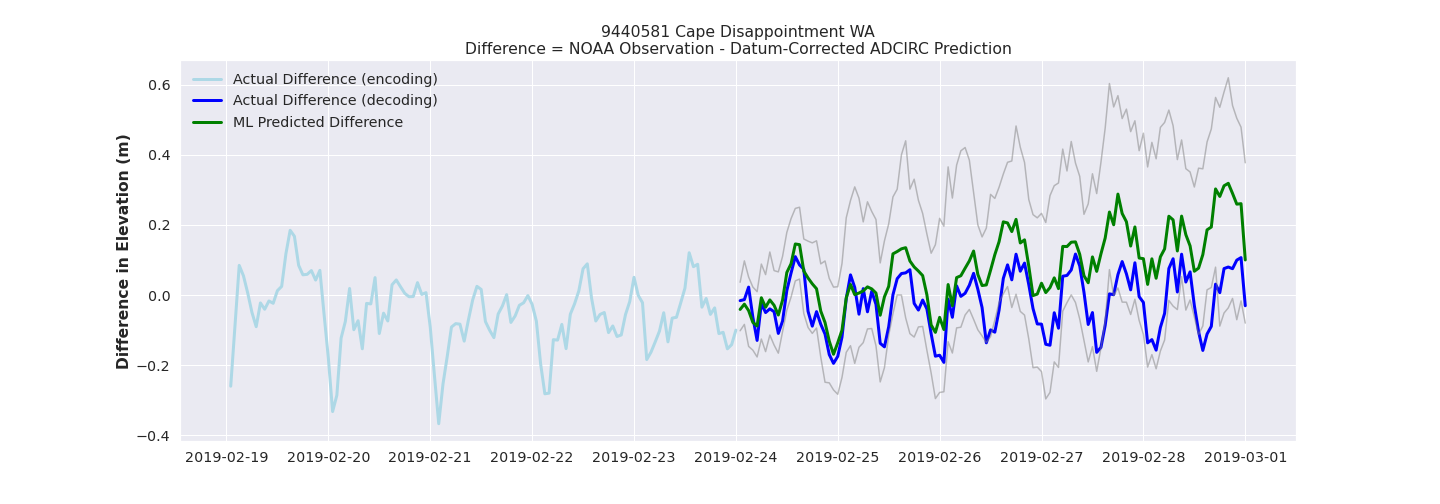 9440581 Cape Disappointment WA
Difference = NOAA Observation - Datum-Corrected ADCIRC Prediction
Actual Difference (encoding)
Actual Difference (decoding)
ML Predicted Difference
Difference in Elevation (m)
0.6
0.4
0.2
0.0
−0.2
−0.4
2019-02-19 2019-02-20 2019-02-21 2019-02-22 2019-02-23 2019-02-24 2019-02-25 2019-02-26 2019-02-27 2019-02-28 2019-03-01